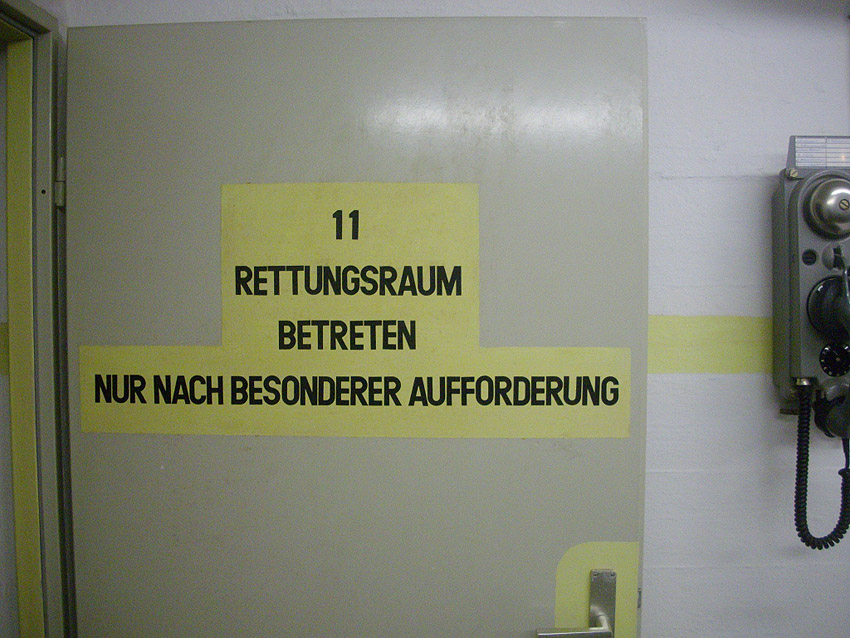 11
RETTUNGSRAUM
BETRETEN
NUR NACH BESONDERER AUFFORDERUNG